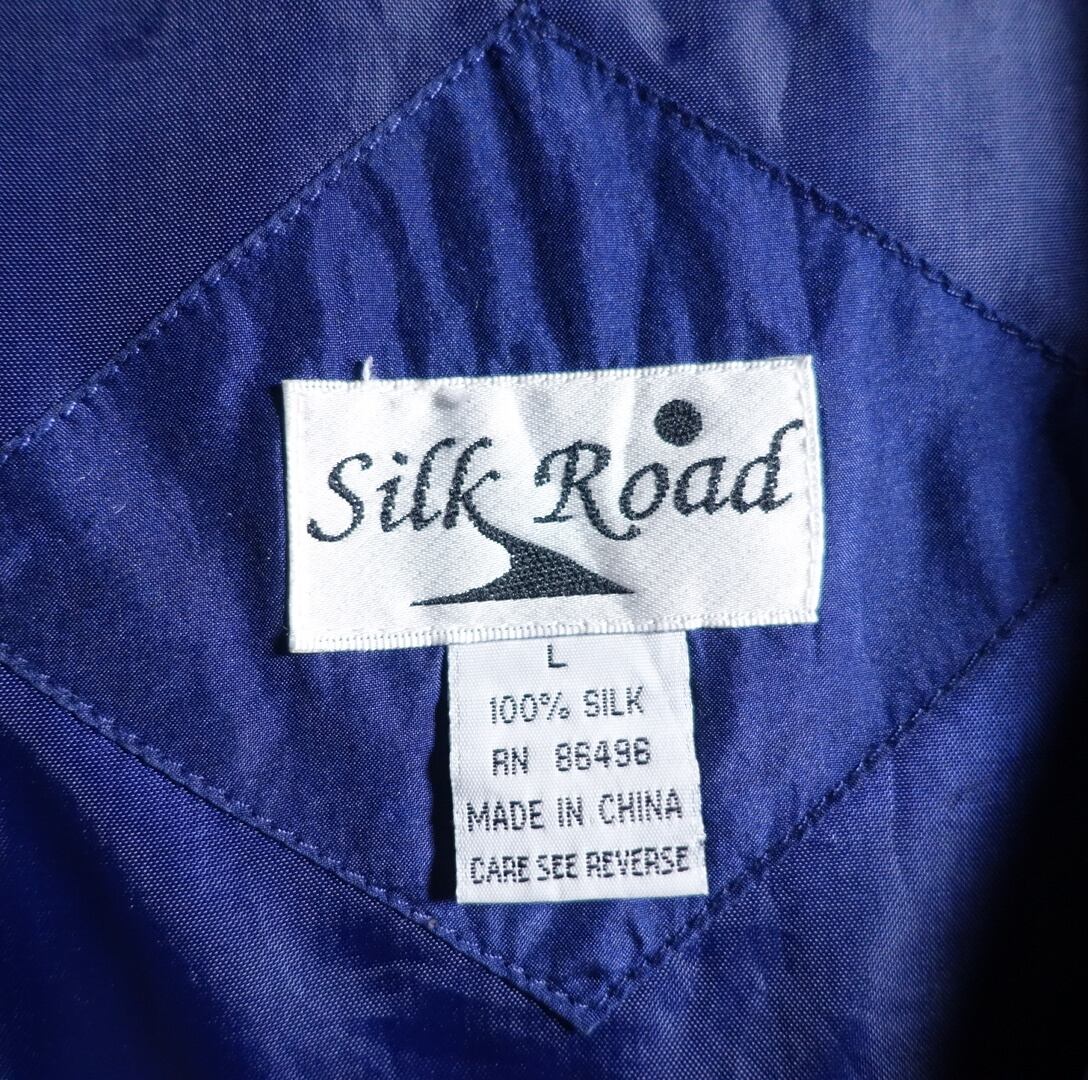 Silk Road
L
100% SILK
RN 86496
MADE IN CHINA
CARE SEE REVERSE